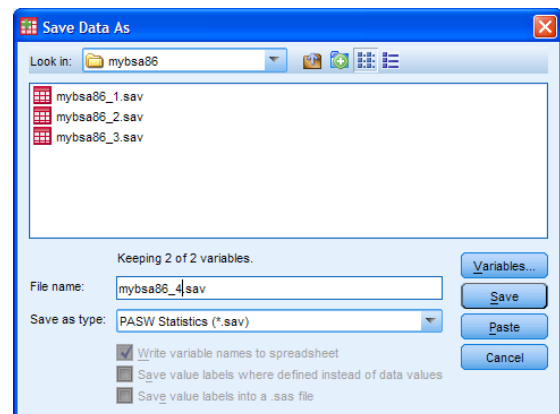 Save Data As
Look in: mybsa86
mybsa86_1.sav
mybsa86_2.sav
mybsa86_3.sav
Keeping 2 of 2 variables.
Variables...
File name: mybsa86_4.sav
Save
Save as type: PASW Statistics (*.sav)
Paste
Write variable names to spreadsheet
Cancel
Save value labels where defined instead of data values
Save value labels into a .sas file